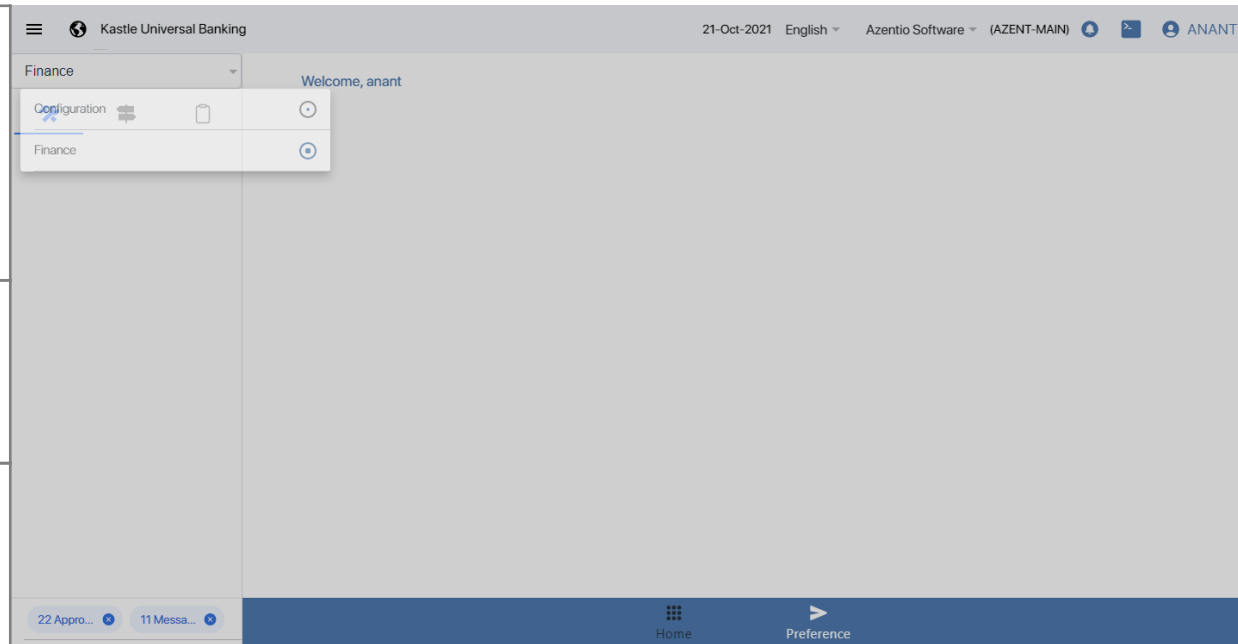 Kastle Universal Banking 21-Oct-2021 English Azentio Software (AZENT-MAIN) ANANT
Finance
Welcome, anant
Configuration
Finance
22 Appro... 11 Messa...
Home Preference